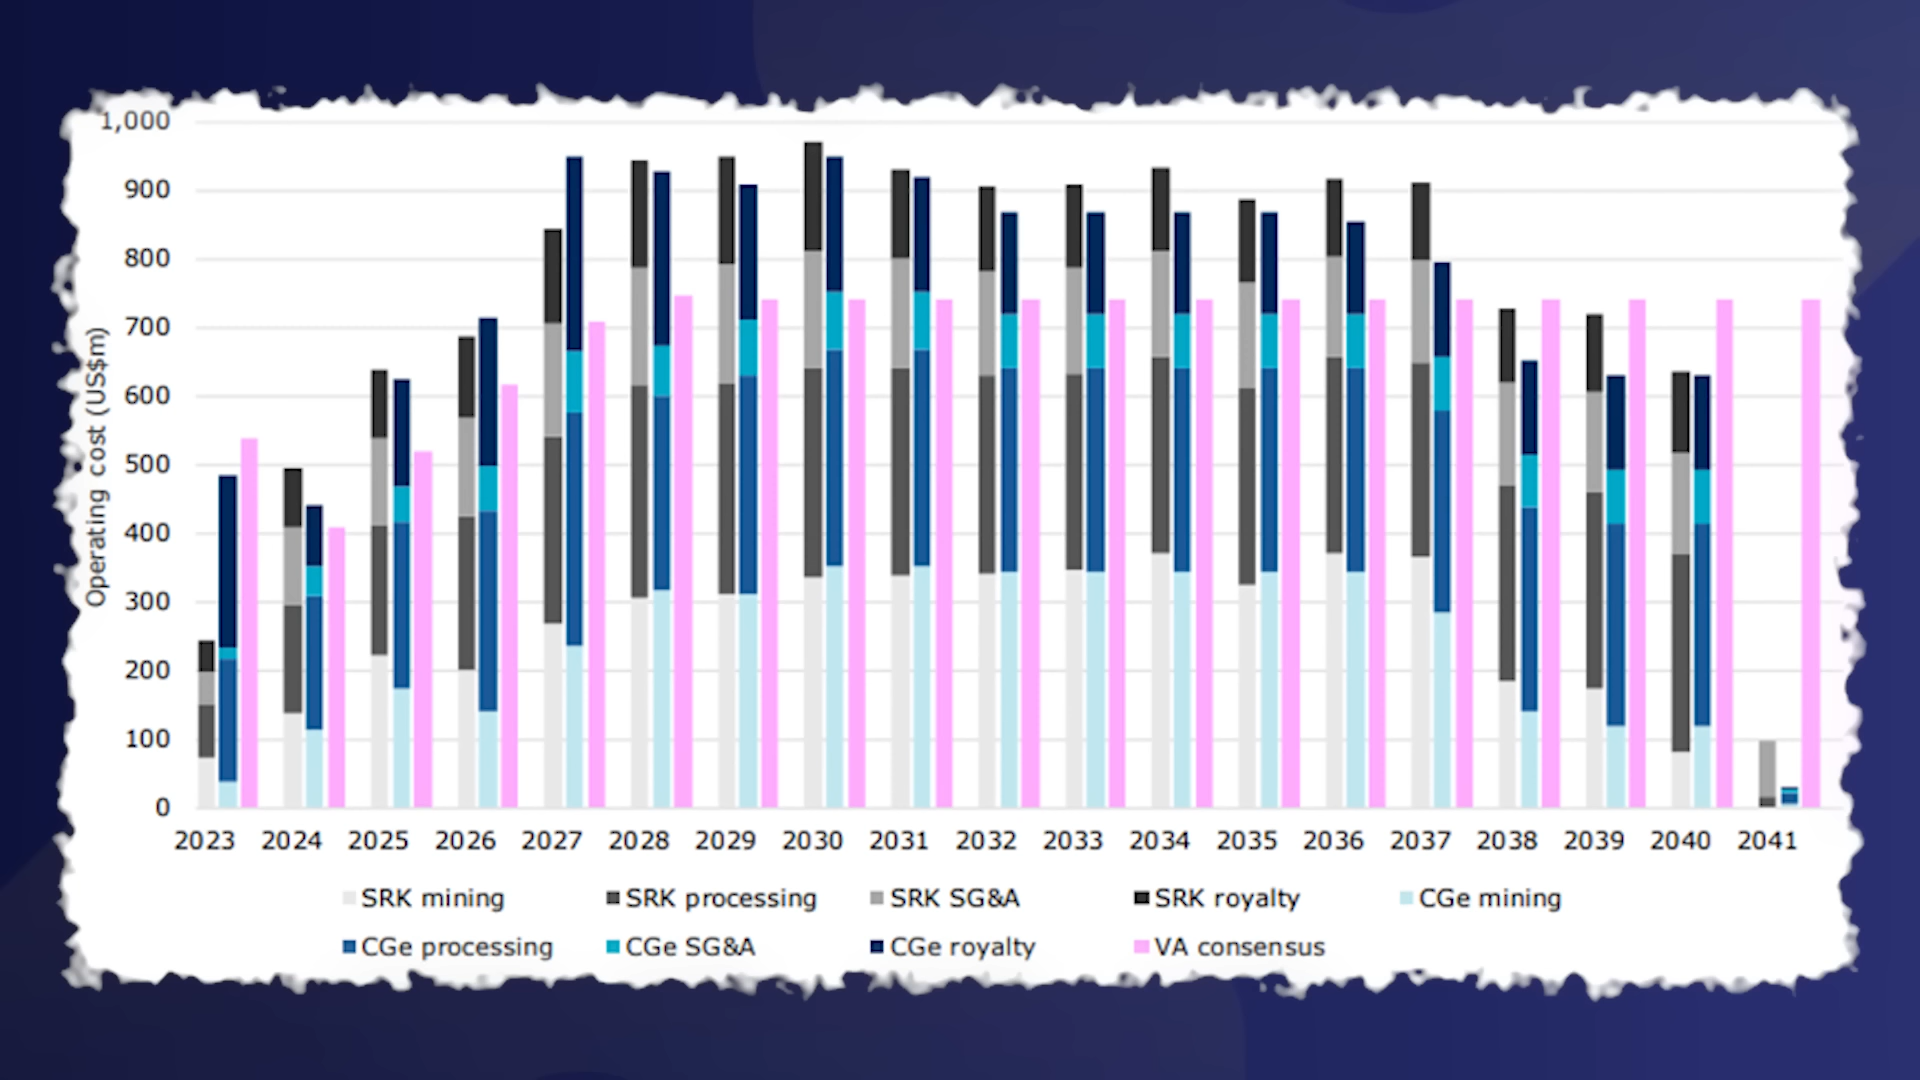 1,000
900
800
700
600
500
400
300
200
100
0
Operating cost (US$m)
2023 2024 2025 2026 2027 2028 2029 2030 2031 2032 2033 2034 2035 2036 2037 2038 2039 2040 2041
SRK mining SRK processing SRK SG&A SRK royalty CGe mining
CGe processing CGe SG&A CGe royalty VA consensus